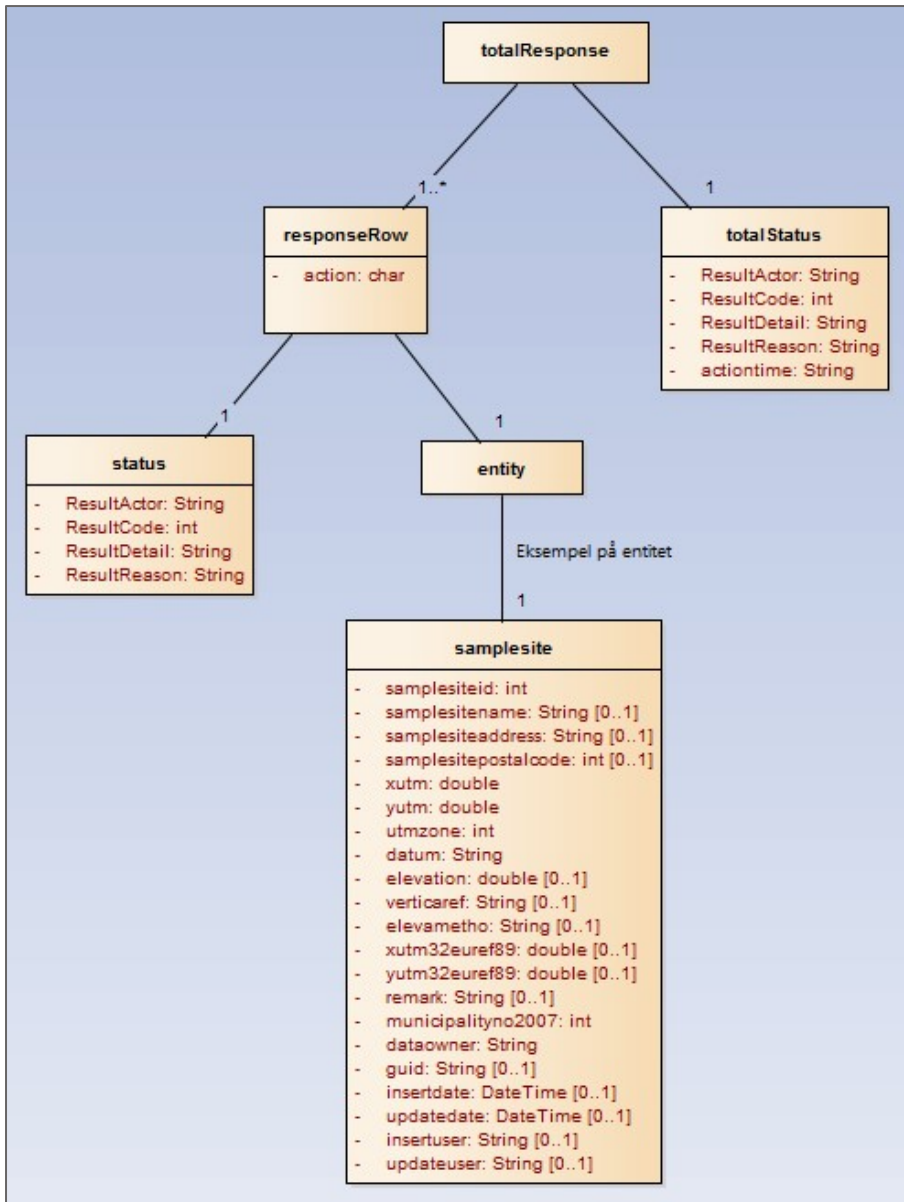 totalResponse
1..*
1
responseRow
- action: char
totalStatus
- ResultActor: String
- ResultCode: int
- ResultDetail: String
- ResultReason: String
- actiontime: String
1
1
status
- ResultActor: String
- ResultCode: int
- ResultDetail: String
- ResultReason: String
entity
Eksempel på entitet
1
samplesite
- samplesiteid: int
- samplesitename: String [0..1]
- samplesiteaddress: String [0..1]
- samplesitepostalcode: int [0..1]
- xutm: double
- yutm: double
- utmzone: int
- datum: String
- elevation: double [0..1]
- verticaref: String [0..1]
- elevametho: String [0..1]
- xutm32euref89: double [0..1]
- yutm32euref89: double [0..1]
- remark: String [0..1]
- municipalityno2007: int
- dataowner: String
- guid: String [0..1]
- insertdate: DateTime [0..1]
- updatedate: DateTime [0..1]
- insertuser: String [0..1]
- updateuser: String [0..1]